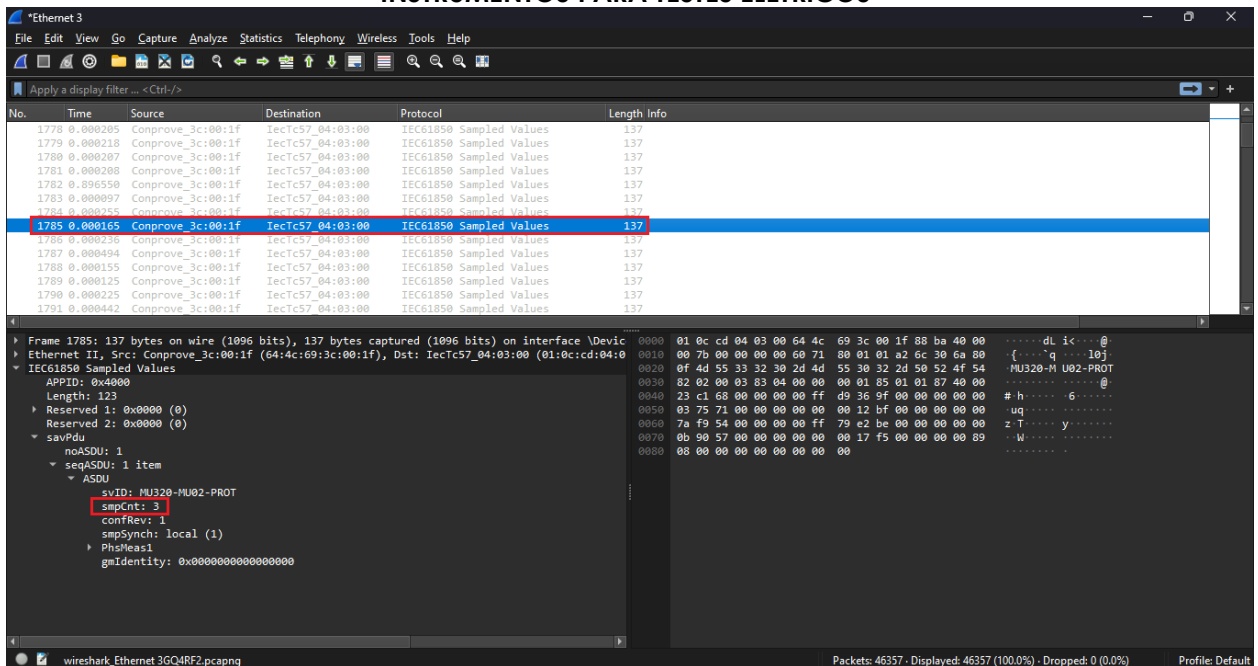 INSTRUMENTOS PARA TESTES ELÉTRICOS
*Ethernet 3
File Edit View Go Capture Analyze Statistics Telephony Wireless Tools Help
Apply a display filter ... <Ctrl-/>
No. Time Source Destination Protocol Length Info
1778 0.000205 Conprove_3c:00:1f IecTc57_04:03:00 IEC61850 Sampled Values 137
1779 0.000218 Conprove_3c:00:1f IecTc57_04:03:00 IEC61850 Sampled Values 137
1780 0.000207 Conprove_3c:00:1f IecTc57_04:03:00 IEC61850 Sampled Values 137
1781 0.000208 Conprove_3c:00:1f IecTc57_04:03:00 IEC61850 Sampled Values 137
1782 0.896550 Conprove_3c:00:1f IecTc57_04:03:00 IEC61850 Sampled Values 137
1783 0.000097 Conprove_3c:00:1f IecTc57_04:03:00 IEC61850 Sampled Values 137
1784 0.000255 Conprove_3c:00:1f IecTc57_04:03:00 IEC61850 Sampled Values 137
1785 0.000165 Conprove_3c:00:1f IecTc57_04:03:00 IEC61850 Sampled Values 137
1786 0.000236 Conprove_3c:00:1f IecTc57_04:03:00 IEC61850 Sampled Values 137
1787 0.000494 Conprove_3c:00:1f IecTc57_04:03:00 IEC61850 Sampled Values 137
1788 0.000155 Conprove_3c:00:1f IecTc57_04:03:00 IEC61850 Sampled Values 137
1789 0.000125 Conprove_3c:00:1f IecTc57_04:03:00 IEC61850 Sampled Values 137
1790 0.000225 Conprove_3c:00:1f IecTc57_04:03:00 IEC61850 Sampled Values 137
1791 0.000442 Conprove_3c:00:1f IecTc57_04:03:00 IEC61850 Sampled Values 137
Frame 1785: 137 bytes on wire (1096 bits), 137 bytes captured (1096 bits) on interface \Devic
Ethernet II, Src: Conprove_3c:00:1f (64:4c:69:3c:00:1f), Dst: IecTc57_04:03:00 (01:0c:cd:04:0
IEC61850 Sampled Values
APPID: 0x4000
Length: 123
Reserved 1: 0x0000 (0)
Reserved 2: 0x0000 (0)
savPdu
noASDU: 1
seqASDU: 1 item
ASDU
svID: MU320-MU02-PROT
smpCnt: 3
confRev: 1
smpSynch: local (1)
PhsMeas1
gmIdentity: 0x0000000000000000
0000 01 0c cd 04 03 00 64 4c 69 3c 00 1f 88 ba 40 00 ······dL i<····@·
0010 00 7b 00 00 00 00 60 71 80 01 01 a2 6c 30 6a 80 ·{····`q ····l0j·
0020 0f 4d 55 33 32 30 2d 4d 55 30 32 2d 50 52 4f 54 ·MU320-M U02-PROT
0030 82 02 00 03 83 04 00 00 00 01 85 01 01 87 40 00 ········ ······@·
0040 23 c1 68 00 00 00 00 ff d9 36 9f 00 00 00 00 00 #·h····· ·6······
0050 03 75 71 00 00 00 00 00 00 12 bf 00 00 00 00 00 ·uq····· ········
0060 7a f9 54 00 00 00 00 ff 79 e2 be 00 00 00 00 00 z·T····· y·······
0070 0b 90 57 00 00 00 00 00 00 17 f5 00 00 00 00 89 ··W····· ········
0080 08 00 00 00 00 00 00 00 00 ········ ·
wireshark_Ethernet 3GQ4RF2.pcapng Packets: 46357 · Displayed: 46357 (100.0%) · Dropped: 0 (0.0%) Profile: Default